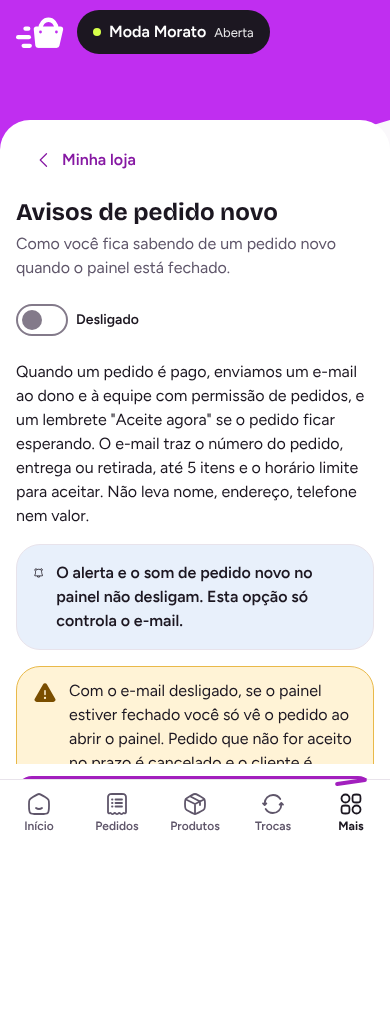 Moda Morato Aberta
Minha loja
Avisos de pedido novo
Como você fica sabendo de um pedido novo
quando o painel está fechado.
Desligado
Quando um pedido é pago, enviamos um e-mail
ao dono e à equipe com permissão de pedidos, e
um lembrete "Aceite agora" se o pedido ficar
esperando. O e-mail traz o número do pedido,
entrega ou retirada, até 5 itens e o horário limite
para aceitar. Não leva nome, endereço, telefone
nem valor.
O alerta e o som de pedido novo no
painel não desligam. Esta opção só
controla o e-mail.
Com o e-mail desligado, se o painel
estiver fechado você só vê o pedido ao
abrir o painel. Pedido que não for aceito
no prazo é cancelado e o cliente é
Início Pedidos Produtos Trocas Mais